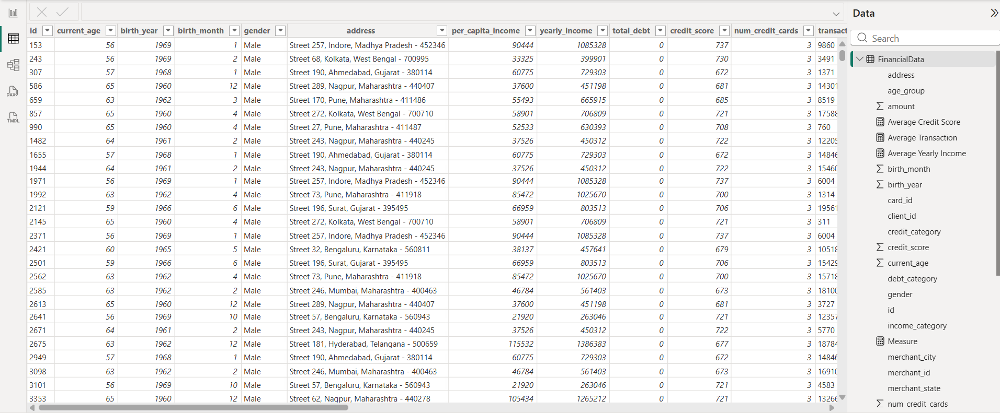 id current_age birth_year birth_month gender address per_capita_income yearly_income total_debt credit_score num_credit_cards transact
153 56 1969 1 Male Street 257, Indore, Madhya Pradesh - 452346 90444 1085328 0 737 3 9860
243 56 1969 2 Male Street 68, Kolkata, West Bengal - 700995 33325 399901 0 730 3 3491
307 57 1968 1 Male Street 190, Ahmedabad, Gujarat - 380114 60775 729303 0 672 3 1371
586 65 1960 12 Male Street 289, Nagpur, Maharashtra - 440407 37600 451198 0 681 3 14301
659 63 1962 3 Male Street 170, Pune, Maharashtra - 411486 55493 665915 0 685 3 8519
857 65 1960 4 Male Street 272, Kolkata, West Bengal - 700710 58901 706809 0 721 3 17588
990 65 1960 4 Male Street 27, Pune, Maharashtra - 411487 52533 630393 0 708 3 760
1482 64 1961 2 Male Street 243, Nagpur, Maharashtra - 440245 37526 450312 0 722 3 12205
1655 57 1968 1 Male Street 190, Ahmedabad, Gujarat - 380114 60775 729303 0 672 3 14846
1944 64 1961 2 Male Street 243, Nagpur, Maharashtra - 440245 37526 450312 0 722 3 15460
1971 56 1969 1 Male Street 257, Indore, Madhya Pradesh - 452346 90444 1085328 0 737 3 6004
1992 63 1962 4 Male Street 73, Pune, Maharashtra - 411918 85472 1025670 0 700 3 1314
2121 59 1966 6 Male Street 196, Surat, Gujarat - 395495 66959 803513 0 706 3 19561
2145 65 1960 4 Male Street 272, Kolkata, West Bengal - 700710 58901 706809 0 721 3 311
2371 56 1969 1 Male Street 257, Indore, Madhya Pradesh - 452346 90444 1085328 0 737 3 6004
2421 60 1965 5 Male Street 32, Bengaluru, Karnataka - 560811 38137 457641 0 679 3 10518
2501 59 1966 6 Male Street 196, Surat, Gujarat - 395495 66959 803513 0 706 3 15429
2562 63 1962 4 Male Street 73, Pune, Maharashtra - 411918 85472 1025670 0 700 3 15718
2585 63 1962 2 Male Street 246, Mumbai, Maharashtra - 400463 46784 561403 0 673 3 18100
2613 65 1960 12 Male Street 289, Nagpur, Maharashtra - 440407 37600 451198 0 681 3 3727
2641 56 1969 10 Male Street 57, Bengaluru, Karnataka - 560943 21920 263046 0 721 3 12357
2671 64 1961 2 Male Street 243, Nagpur, Maharashtra - 440245 37526 450312 0 722 3 5770
2675 63 1962 12 Male Street 181, Hyderabad, Telangana - 500659 115532 1386383 0 677 3 18784
2949 57 1968 1 Male Street 190, Ahmedabad, Gujarat - 380114 60775 729303 0 672 3 14846
3098 63 1962 2 Male Street 246, Mumbai, Maharashtra - 400463 46784 561403 0 673 3 16910
3101 56 1969 10 Male Street 57, Bengaluru, Karnataka - 560943 21920 263046 0 721 3 4583
3353 65 1960 12 Male Street 62, Nagpur, Maharashtra - 440278 105434 1265212 0 721 3 13266
DAX
TMDL
Data
Search
FinancialData
address
age_group
amount
Average Credit Score
Average Transaction
Average Yearly Income
birth_month
birth_year
card_id
client_id
credit_category
credit_score
current_age
debt_category
gender
id
income_category
Measure
merchant_city
merchant_id
merchant_state
num_credit_cards